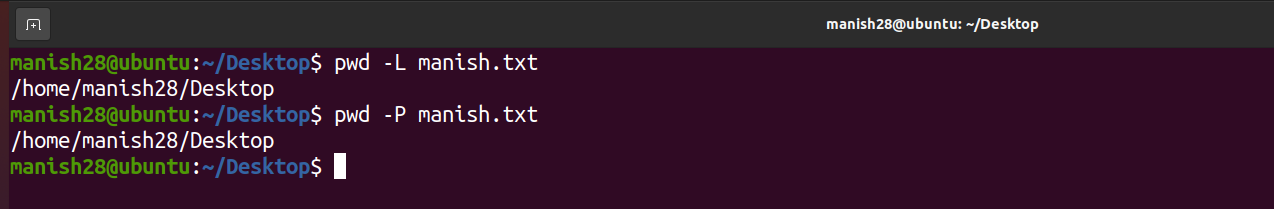 manish28@ubuntu: ~/Desktop
manish28@ubuntu:~/Desktop$ pwd -L manish.txt
/home/manish28/Desktop
manish28@ubuntu:~/Desktop$ pwd -P manish.txt
/home/manish28/Desktop
manish28@ubuntu:~/Desktop$